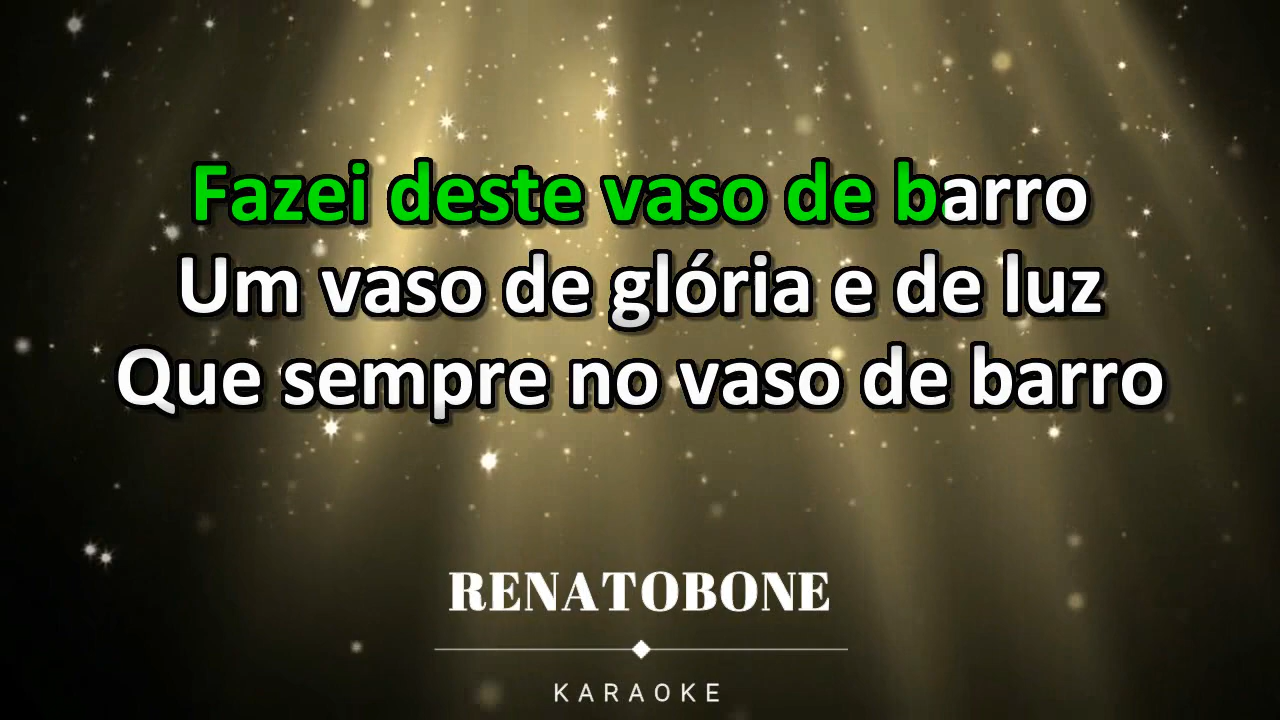 Fazei deste vaso de barro
Um vaso de glória e de luz
Que sempre no vaso de barro
RENATOBONE
KARAOKE